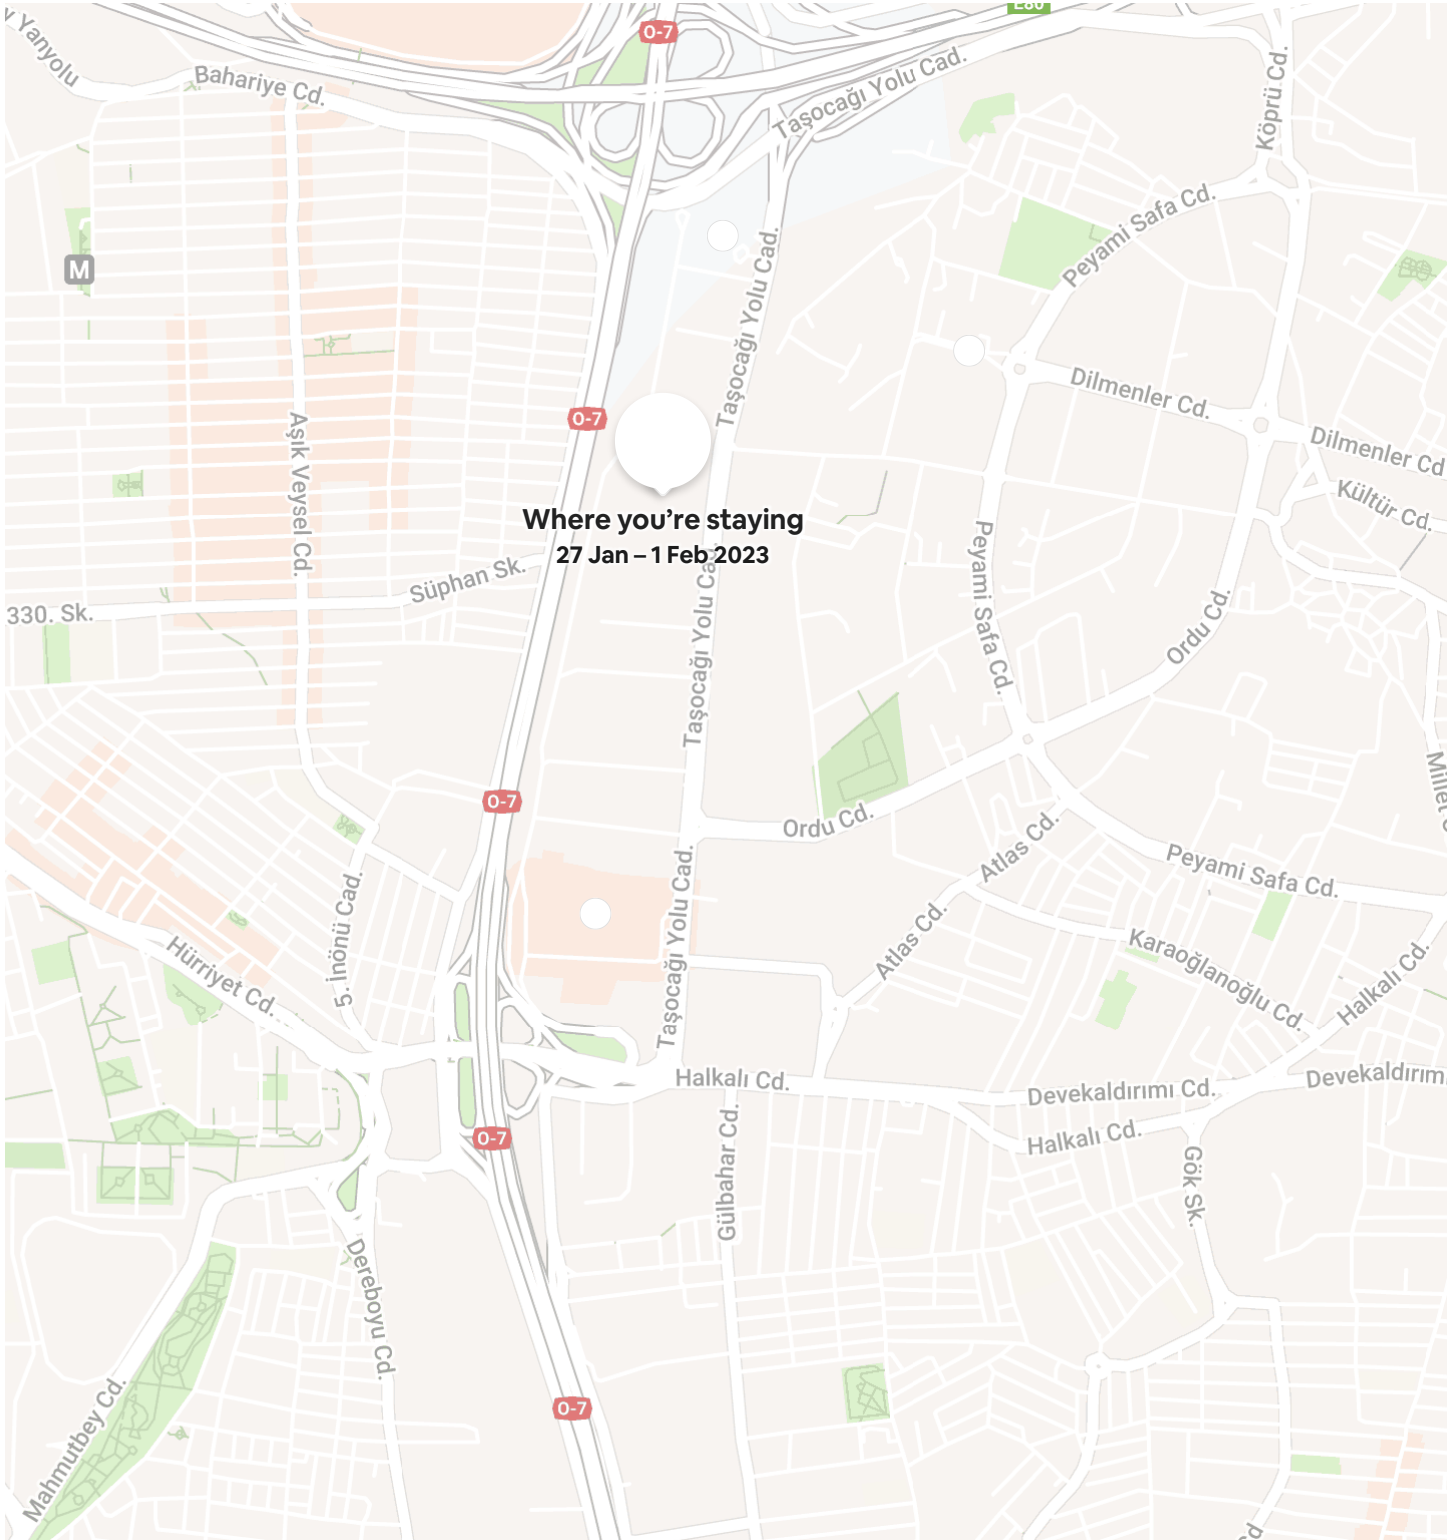 E80
O-7
Yanyolu
Bahariye Cd.
Taşocağı Yolu Cad.
Köprü Cd.
Peyami Safa Cd.
M
Taşocağı Yolu Cad.
Dilmenler Cd.
Dilmenler Cd
Kültür Cd.
O-7
Aşık Veysel Cd.
Where you’re staying
27 Jan – 1 Feb 2023
Süphan Sk.
330. Sk.
Taşocağı Yolu Cad.
Peyami Safa Cd.
Ordu Cd.
O-7
Ordu Cd.
Atlas Cd.
Millet
Peyami Safa Cd.
5. İnönü Cad.
Taşocağı Yolu Cad.
Atlas Cd.
Karaoğlanoğlu Cd.
Halkalı Cd.
Hürriyet Cd.
Halkalı Cd.
Devekaldırımı Cd.
Devekaldırım
Halkalı Cd.
O-7
Gülbahar Cd.
Gök Sk.
Dereboyu Cd.
Mahmutbey Cd.
O-7